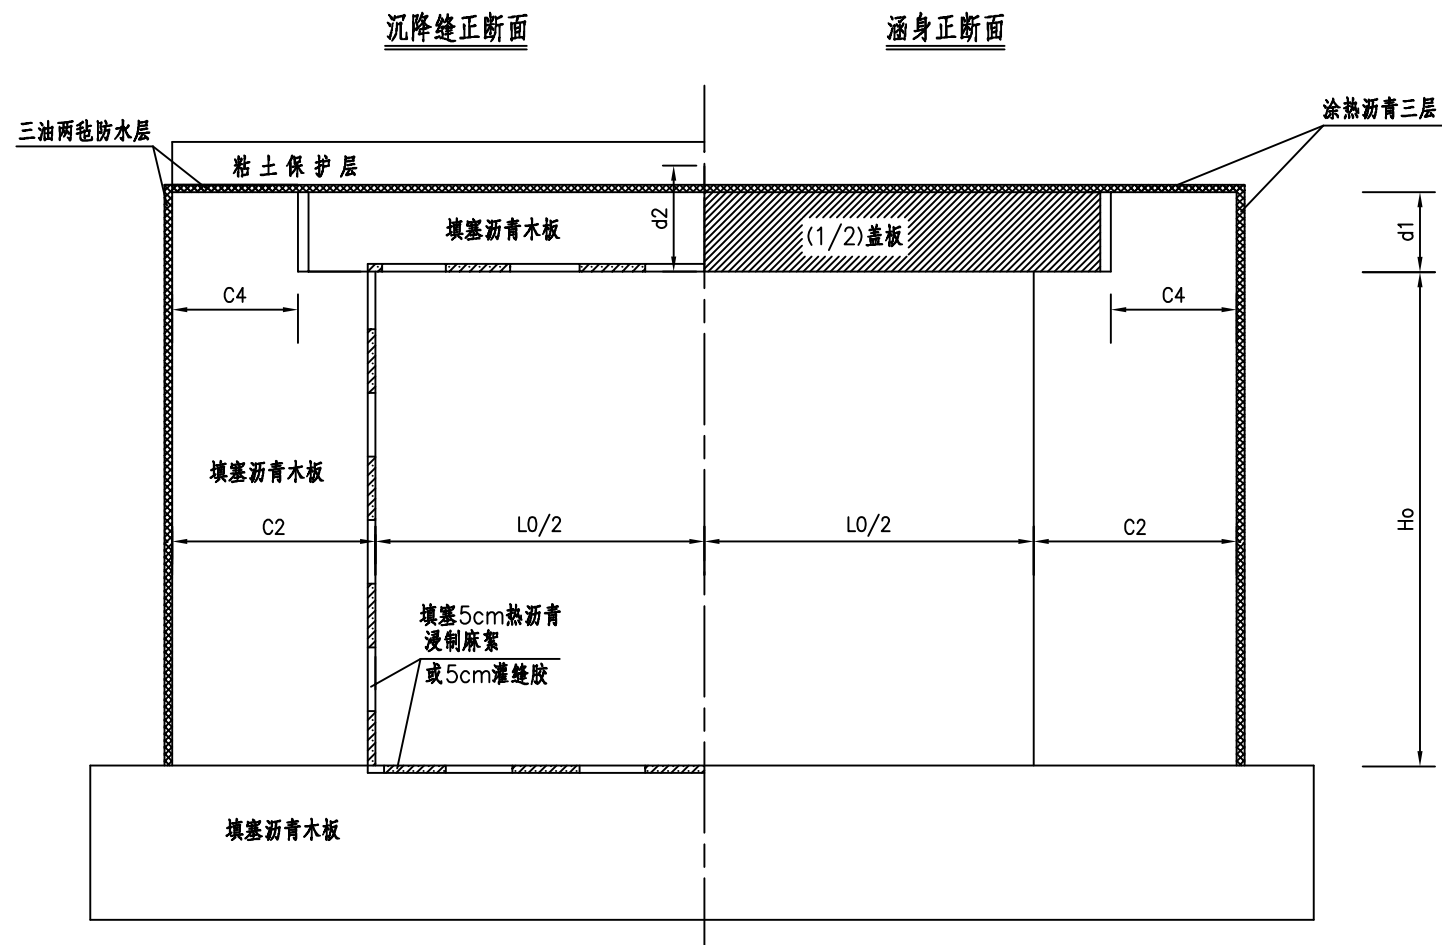 沉降缝正断面
涵身正断面
涂热沥青三层
三油两毡防水层
粘土保护层
填塞沥青木板
d2
(1/2)盖板
d1
C4
C4
填塞沥青木板
C2
L0/2
L0/2
C2
Ho
填塞5cm热沥青
浸制麻絮
或5cm灌缝胶
填塞沥青木板